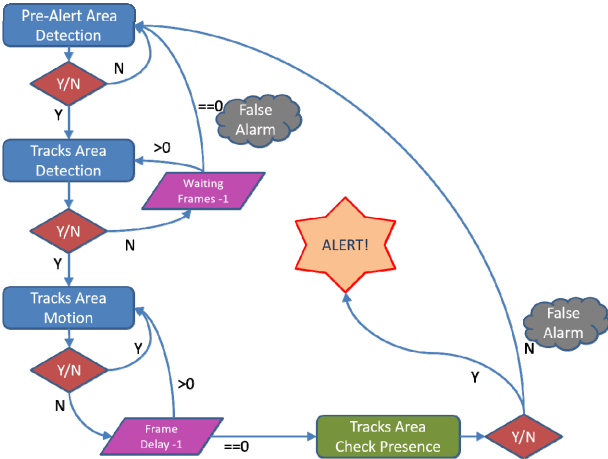 Pre-Alert Area
Detection
Y/N
N
Y
==0
False
Alarm
>0
Tracks Area
Detection
Waiting
Frames -1
Y/N
N
Y
ALERT!
Tracks Area
Motion
Y
Y/N
>0
N
False
Alarm
N
Y
Frame
Delay -1
==0
Tracks Area
Check Presence
Y/N